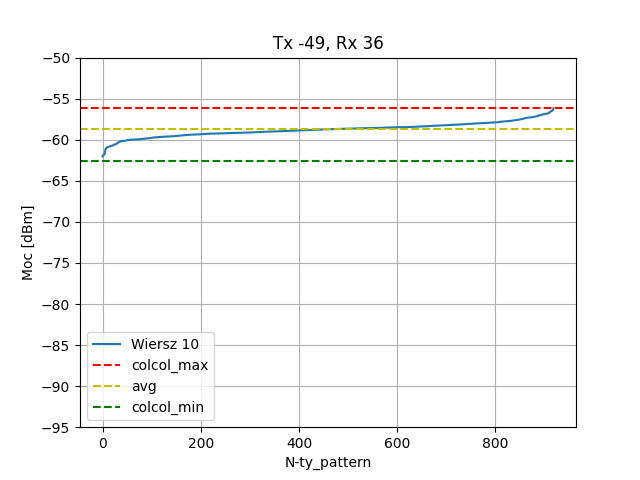 Tx -49, Rx 36
Moc [dBm]
−50
−55
−60
−65
−70
−75
−80
−85
−90
−95
Wiersz 10
colcol_max
avg
colcol_min
0 200 400 600 800
N-ty_pattern